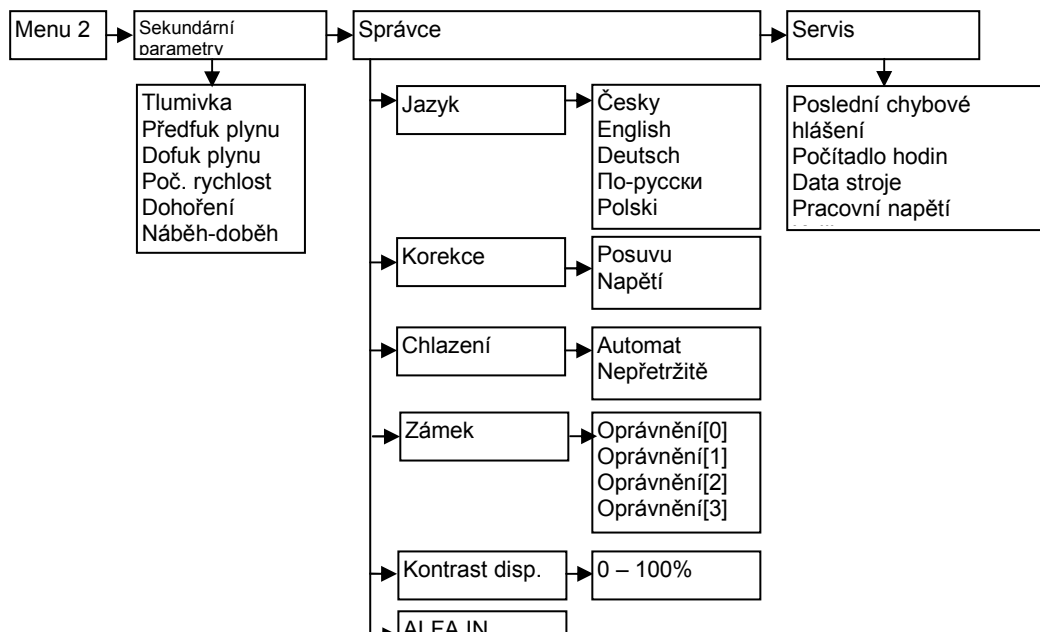 Menu 2
Sekundární
parametry
Správce
Servis
Tlumivka
Předfuk plynu
Dofuk plynu
Poč. rychlost
Dohoření
Náběh-doběh
Jazyk
Česky
English
Deutsch
По-русски
Polski
Poslední chybové
hlášení
Počítadlo hodin
Data stroje
Pracovní napětí
Korekce
Posuvu
Napětí
Chlazení
Automat
Nepřetržitě
Zámek
Oprávnění[0]
Oprávnění[1]
Oprávnění[2]
Oprávnění[3]
Kontrast disp.
0 – 100%
ALFA IN